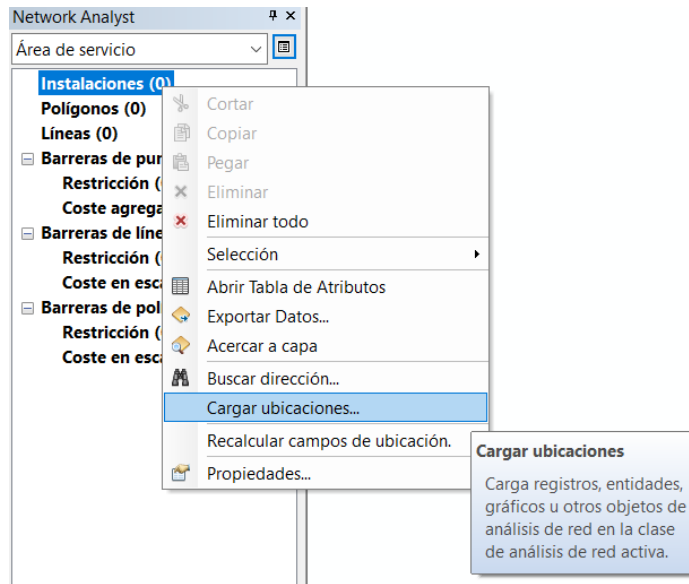 Network Analyst
Área de servicio
Instalaciones (0)
Polígonos (0)
Líneas (0)
Barreras de pun
Restricción (
Coste agrega
Barreras de líne
Restricción (
Coste en esc
Barreras de pol
Restricción (
Coste en esc
Cortar
Copiar
Pegar
Eliminar
Eliminar todo
Selección
Abrir Tabla de Atributos
Exportar Datos...
Acercar a capa
Buscar dirección...
Cargar ubicaciones...
Recalcular campos de ubicación.
Propiedades...
Cargar ubicaciones
Carga registros, entidades,
gráficos u otros objetos de
análisis de red en la clase
de análisis de red activa.